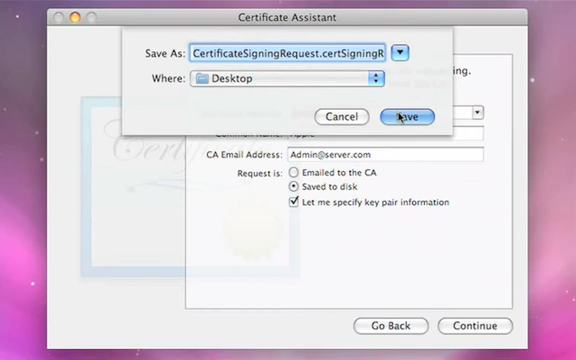 Certificate Assistant
Save As: CertificateSigningRequest.certSigningR
Where: Desktop
Cancel
CA Email Address: Admin@server.com
Request is: Emailed to the CA
Saved to disk
Let me specify key pair information
Go Back Continue